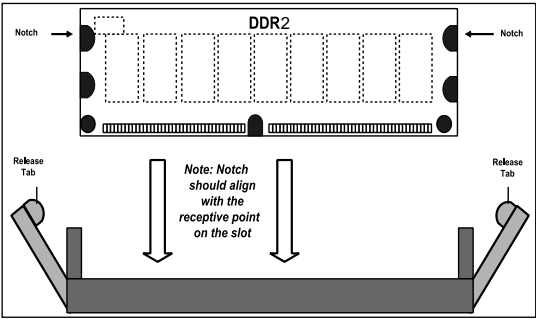 DDR2
Notch
Notch
Release
Tab
Note: Notch
should align
with the
receptive point
on the slot
Release
Tab